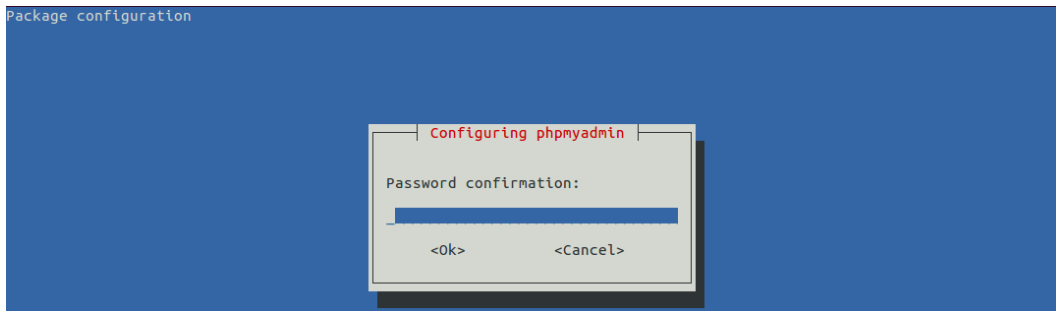 Package configuration
Configuring phpmyadmin
Password confirmation:
<Ok> <Cancel>